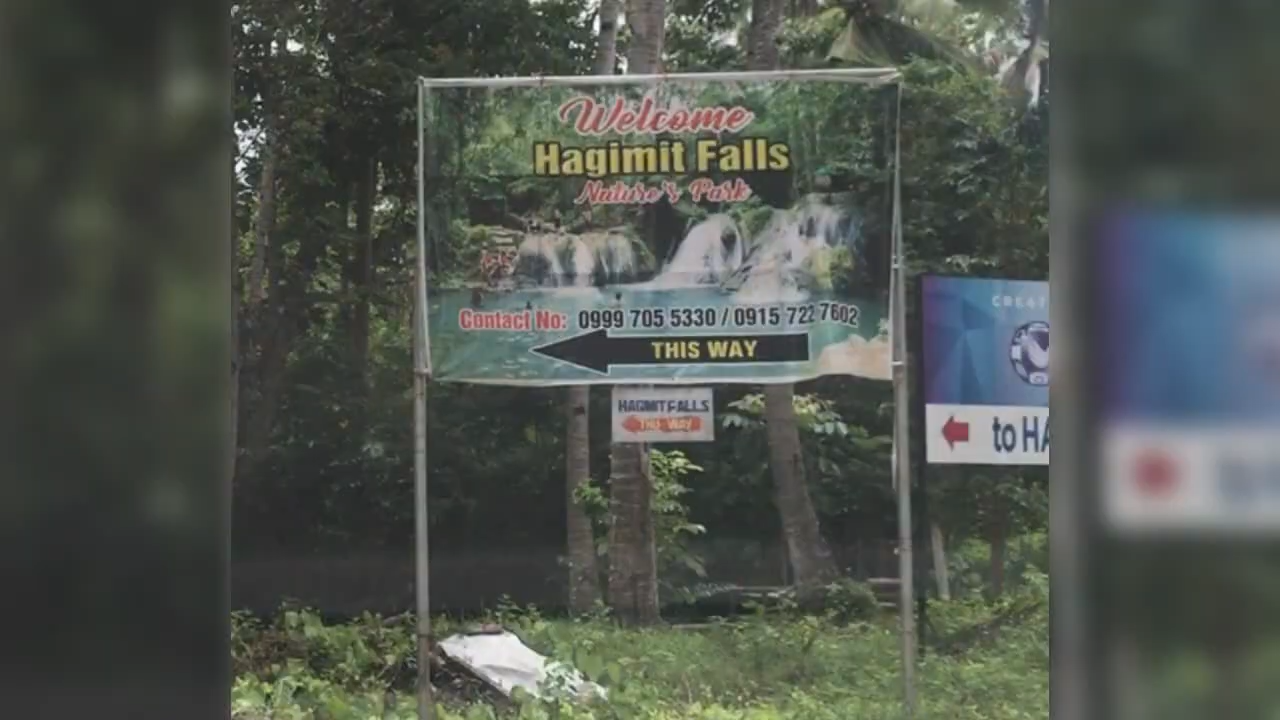 Welcome
Hagimit Falls
Nature's Park
Contact No: 0999 705 5330 / 0915 722 7602
THIS WAY
HAGIMIT FALLS
THIS WAY
CREAT
to HA